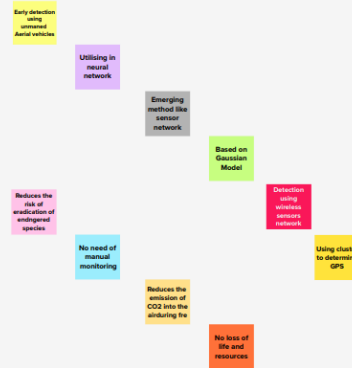 Early detection
using
unmaned
Aerial vehicles
Utilising in
neural
network
Emerging
method like
sensor
network
Based on
Gaussian
Model
Detection
using
wireless
sensors
network
Using clust
to determin
GPS
Reduces the
risk of
eradication of
endngered
species
No need of
manual
monitoring
Reduces the
emission of
CO2 into the
airduring fre
No loss of
life and
resources